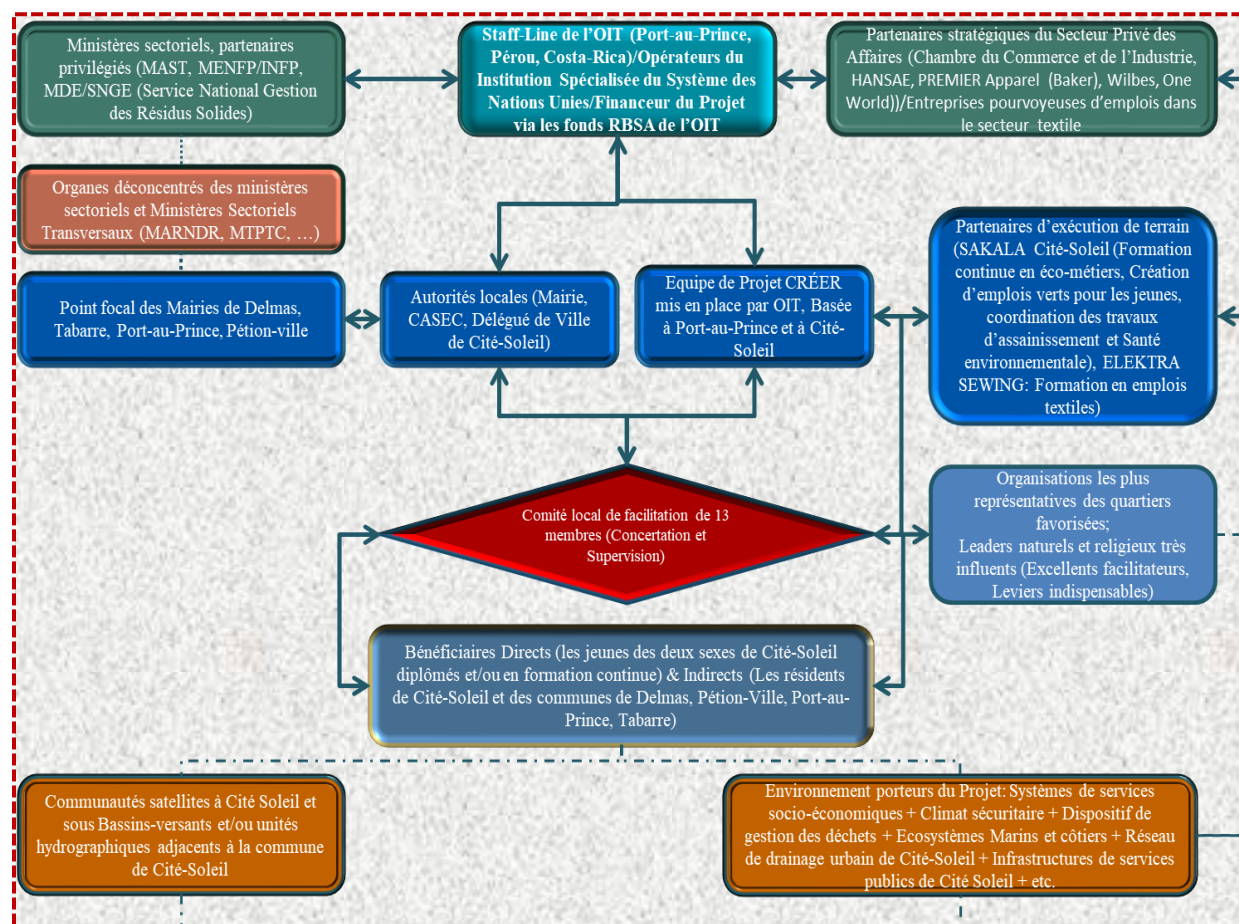 Ministères sectoriels, partenaires
privilégiés (MAST, MENFP/INFP,
MDE/SNGE (Service National Gestion
des Résidus Solides)
Staff-Line de l’OIT (Port-au-Prince,
Pérou, Costa-Rica)/Opérateurs du
Institution Spécialisée du Système des
Nations Unies/Financeur du Projet
via les fonds RBSA de l’OIT
Partenaires stratégiques du Secteur Privé des
Affaires (Chambre du Commerce et de l’Industrie,
HANSAE, PREMIER Apparel (Baker), Wilbes, One
World))/Entreprises pourvoyeuses d’emplois dans
le secteur textile
Organes déconcentrés des ministères
sectoriels et Ministères Sectoriels
Transversaux (MARNDR, MTPTC, …)
Point focal des Mairies de Delmas,
Tabarre, Port-au-Prince, Pétion-ville
Autorités locales (Mairie,
CASEC, Délégué de Ville
de Cité-Soleil)
Equipe de Projet CRÉER
mis en place par OIT, Basée
à Port-au-Prince et à Cité-
Soleil
Partenaires d’exécution de terrain
(SAKALA Cité-Soleil (Formation
continue en éco-métiers, Création
d’emplois verts pour les jeunes,
coordination des travaux
d’assainissement et Santé
environnementale), ELEKTRA
SEWING: Formation en emplois
textiles)
Comité local de facilitation de 13
membres (Concertation et
Supervision)
Organisations les plus
représentatives des quartiers
favorisées;
Leaders naturels et religieux très
influents (Excellents facilitateurs,
Leviers indispensables)
Bénéficiaires Directs (les jeunes des deux sexes de Cité-Soleil
diplômés et/ou en formation continue) & Indirects (Les résidents
de Cité-Soleil et des communes de Delmas, Pétion-Ville, Port-au-
Prince, Tabarre)
Communautés satellites à Cité Soleil et
sous Bassins-versants et/ou unités
hydrographiques adjacents à la commune
de Cité-Soleil
Environnement porteurs du Projet: Systèmes de services
socio-économiques + Climat sécuritaire + Dispositif de
gestion des déchets + Ecosystèmes Marins et côtiers + Réseau
de drainage urbain de Cité-Soleil + Infrastructures de services
publics de Cité Soleil + etc.